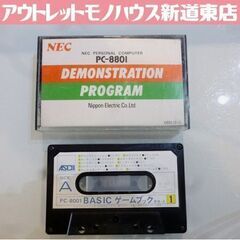 アウトレットモノハウス新道東店
NEC
NEC PERSONAL COMPUTER
PC-8801
DEMONSTRATION
PROGRAM
Nippon Electric Co.,Ltd.
ASCII
A
PC-8001 BASIC ゲームブック
1